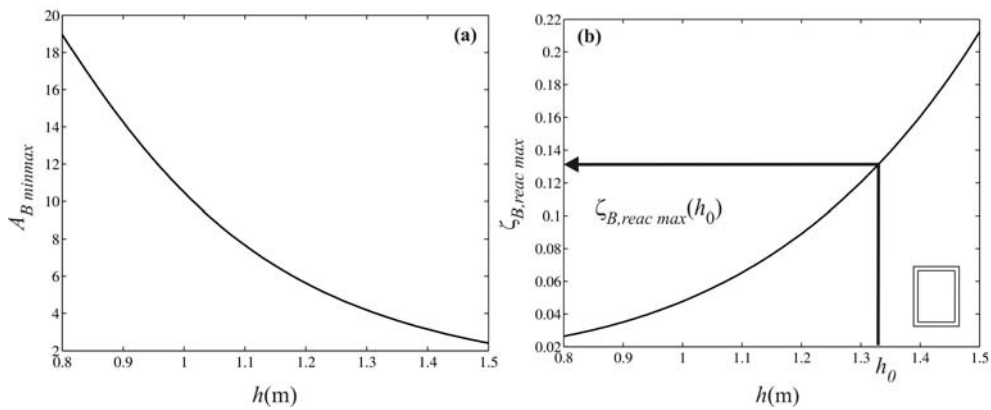 (a)
20
18
16
14
12
10
8
6
4
2
A_{B minmax}
0.8 0.9 1 1.1 1.2 1.3 1.4 1.5
h(m)
(b)
0.22
0.2
0.18
0.16
0.14
0.12
0.1
0.08
0.06
0.04
0.02
ζ_{B,reac max}
ζ_{B,reac max}(h_0)
0.8 0.9 1 1.1 1.2 1.3 1.4 1.5
h_0
h(m)